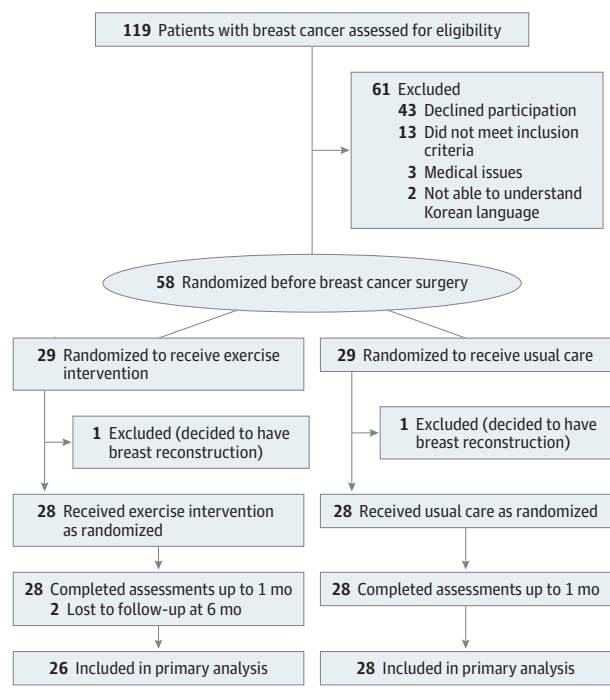 119 Patients with breast cancer assessed for eligibility
61 Excluded
43 Declined participation
13 Did not meet inclusion
criteria
3 Medical issues
2 Not able to understand
Korean language
58 Randomized before breast cancer surgery
29 Randomized to receive exercise
intervention
29 Randomized to receive usual care
1 Excluded (decided to have
breast reconstruction)
1 Excluded (decided to have
breast reconstruction)
28 Received exercise intervention
as randomized
28 Received usual care as randomized
28 Completed assessments up to 1 mo
2 Lost to follow-up at 6 mo
28 Completed assessments up to 1 mo
26 Included in primary analysis
28 Included in primary analysis